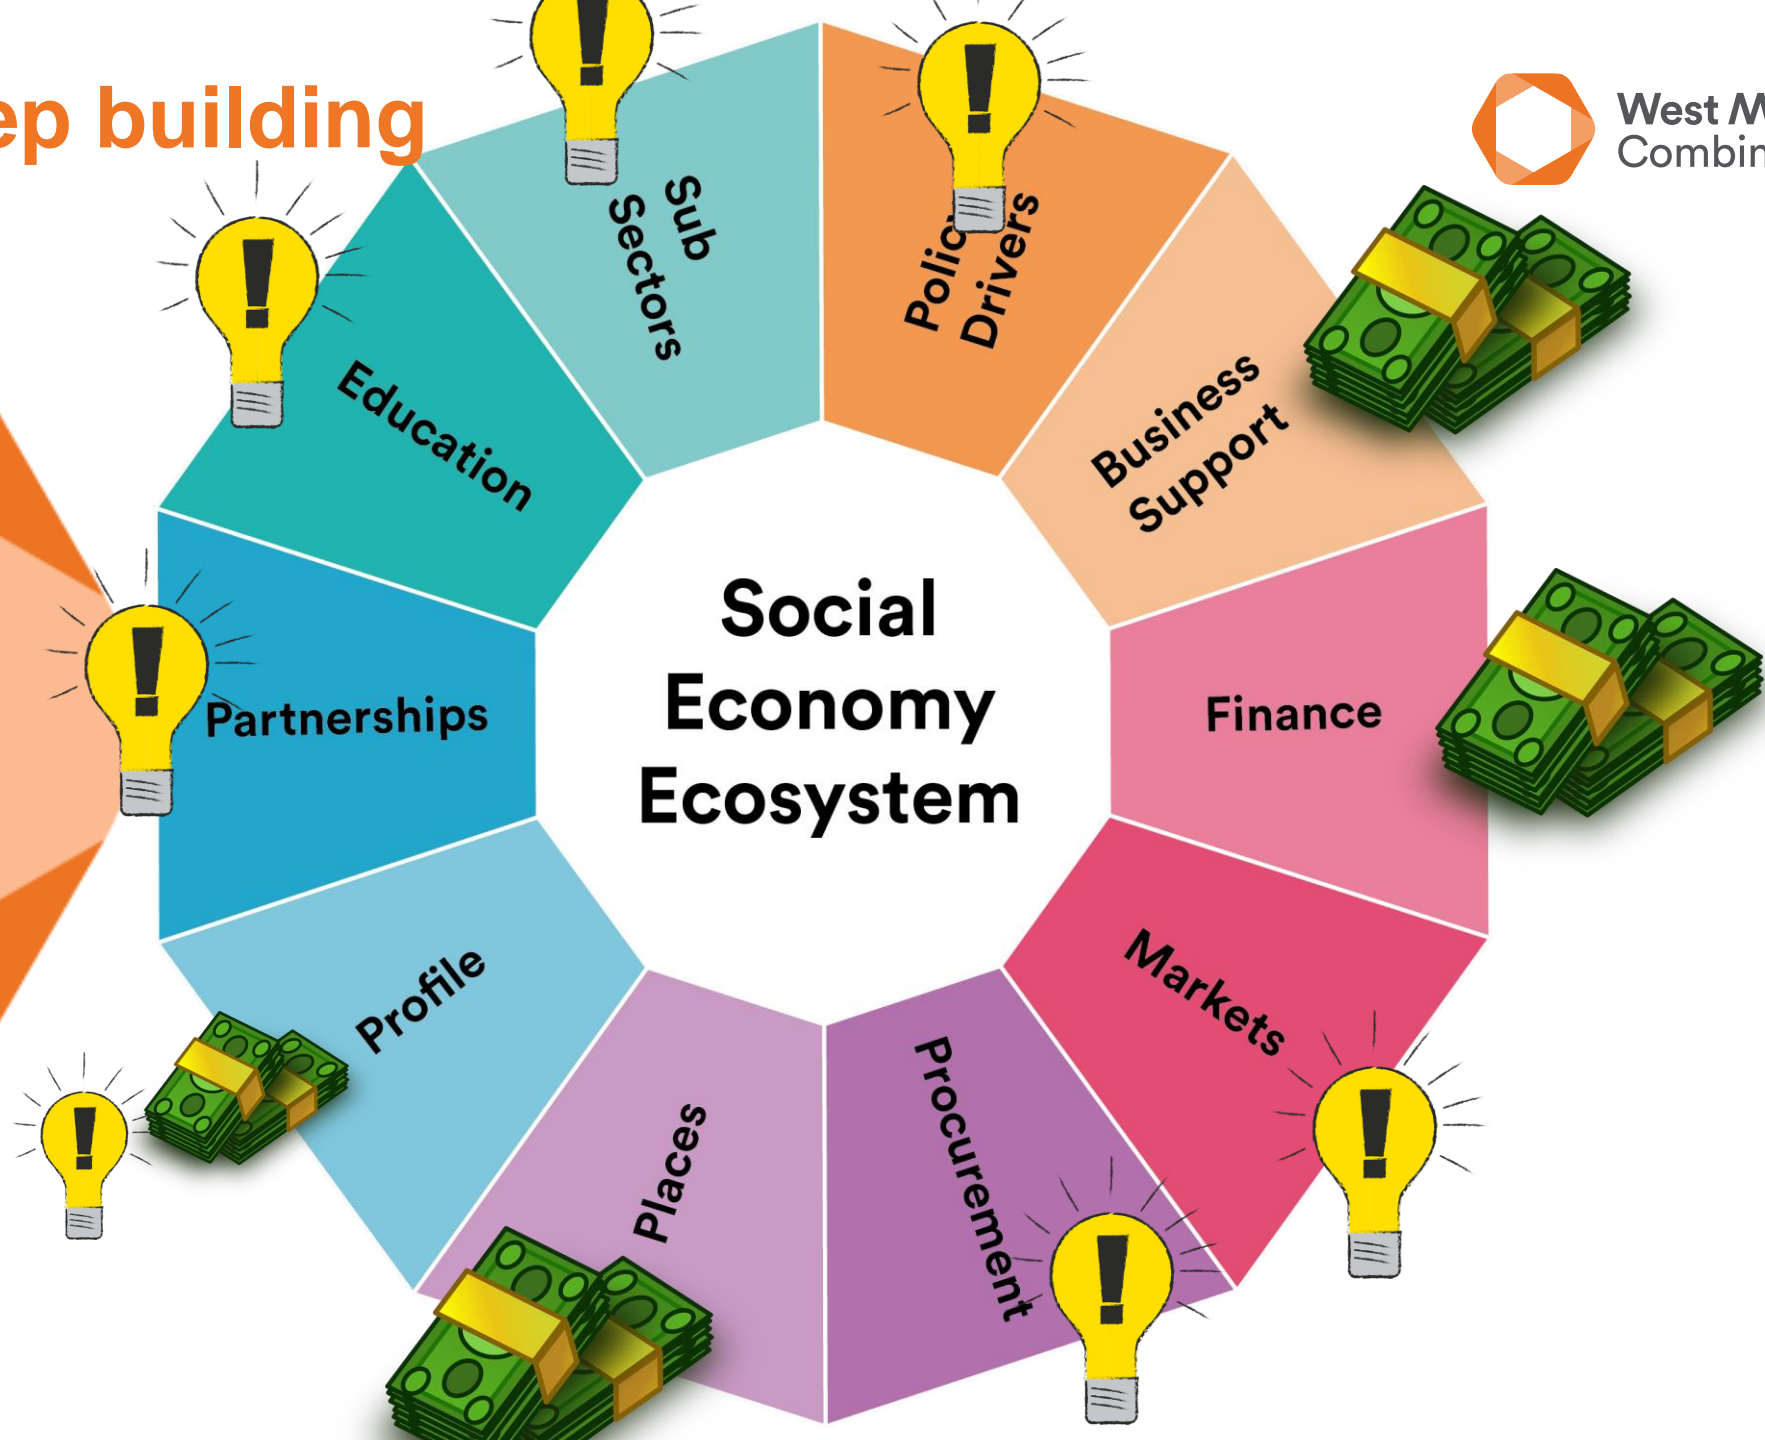 ep building
West M
Combin
Sub
Sectors
Policy
Drivers
Business
Support
Education
Social
Economy
Ecosystem
Partnerships
Finance
Profile
Markets
Places
Procurement